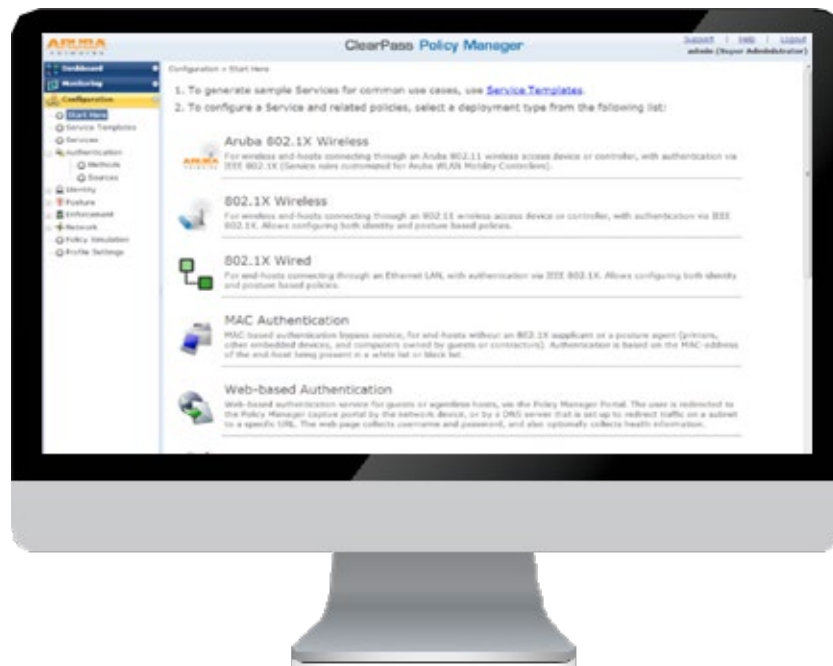 ARUBA
networks
ClearPass Policy Manager
Support | Help | Logout
admin (Super Administrator)
Dashboard
Monitoring
Configuration
Start Here
Service Templates
Services
Authentication
Methods
Sources
Identity
Posture
Enforcement
Network
Policy Simulation
Profile Settings
Configuration » Start Here
1. To generate sample Services for common use cases, use Service Templates.
2. To configure a Service and related policies, select a deployment type from the following list:
ARUBA
networks
Aruba 802.1X Wireless
For wireless end-hosts connecting through an Aruba 802.11 wireless access device or controller, with authentication via
IEEE 802.1X (Service rules customized for Aruba WLAN Mobility Controllers).
802.1X Wireless
For wireless end-hosts connecting through an 802.11 wireless access device or controller, with authentication via IEEE
802.1X. Allows configuring both identity and posture based policies.
802.1X Wired
For end-hosts connecting through an Ethernet LAN, with authentication via IEEE 802.1X. Allows configuring both identity
and posture based policies.
MAC Authentication
MAC based authentication bypass service, for end-hosts without an 802.1X supplicant or a posture agent (printers,
other embedded devices, and computers owned by guests or contractors). Authentication is based on the MAC-address
of the end-host being present in a white list or black list.
Web-based Authentication
Web-based authentication service for guests or agentless hosts, via the Policy Manager Portal. The user is redirected to
the Policy Manager captive portal by the network device, or by a DNS server that is set up to redirect traffic on a subnet
to a specific URL. The web page collects username and password, and also optionally collects health information.